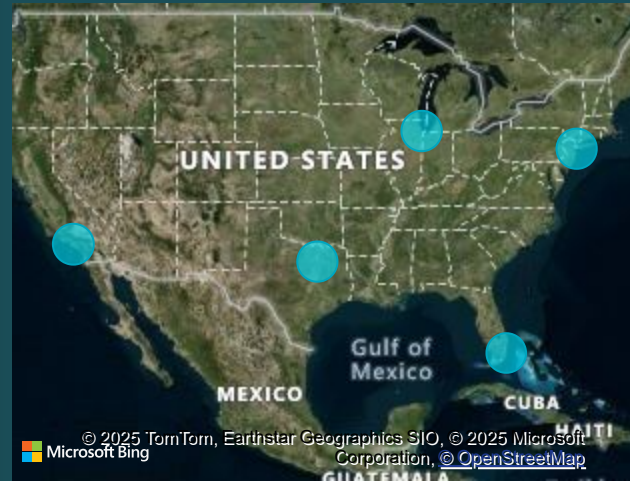 UNITED STATES
Gulf of
Mexico
MEXICO
CUBA
HAITI
© 2025 TomTom, Earthstar Geographics SIO, © 2025 Microsoft
Microsoft Bing
Corporation, © OpenStreetMap
GUATEMALA